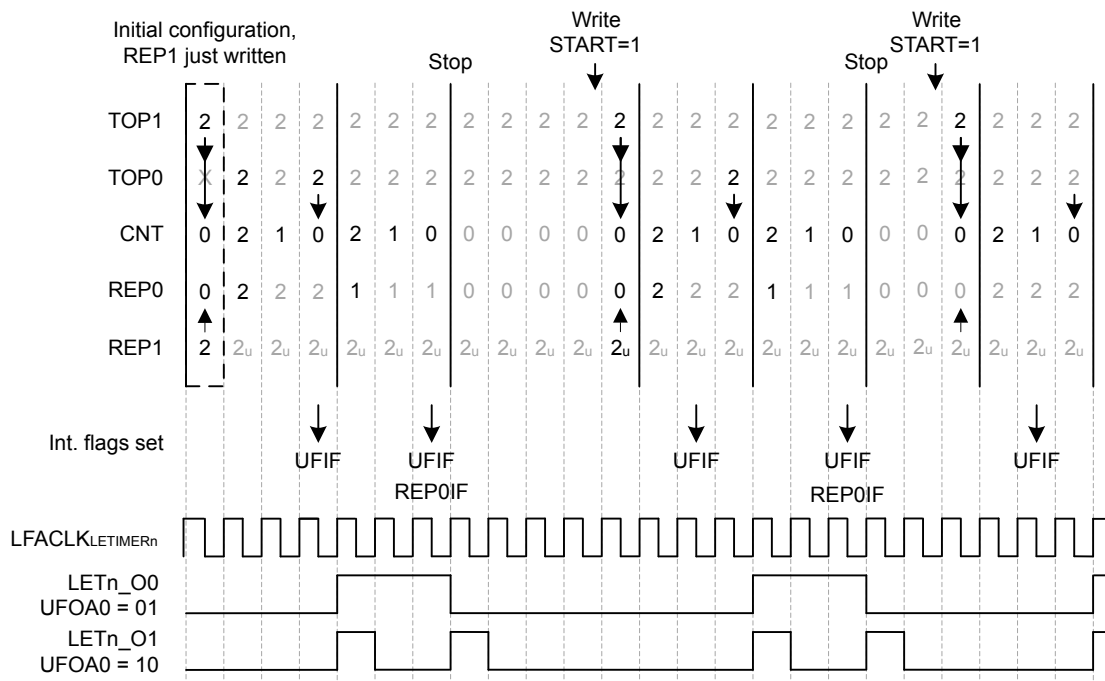 Initial configuration,
REP1 just written
Stop
Write
START=1
Stop
Write
START=1
TOP1 2 2 2 2 2 2 2 2 2 2 2 2 2 2 2 2 2 2 2 2 2 2 2 2
TOP0 X 2 2 2 2 2 2 2 2 2 2 2 2 2 2 2 2 2 2 2 2 2 2 2
CNT 0 2 1 0 2 1 0 0 0 0 0 0 2 1 0 2 1 0 0 0 0 2 1 0
REP0 0 2 2 2 1 1 1 0 0 0 0 0 2 2 2 1 1 1 0 0 0 2 2 2
REP1 2 2u 2u 2u 2u 2u 2u 2u 2u 2u 2u 2u 2u 2u 2u 2u 2u 2u 2u 2u 2u 2u 2u 2u
Int. flags set
UFIF UFIF UFIF UFIF UFIF
REP0IF REP0IF
LFACLKLETIMERn
LETn_O0
UFOA0 = 01
LETn_O1
UFOA0 = 10